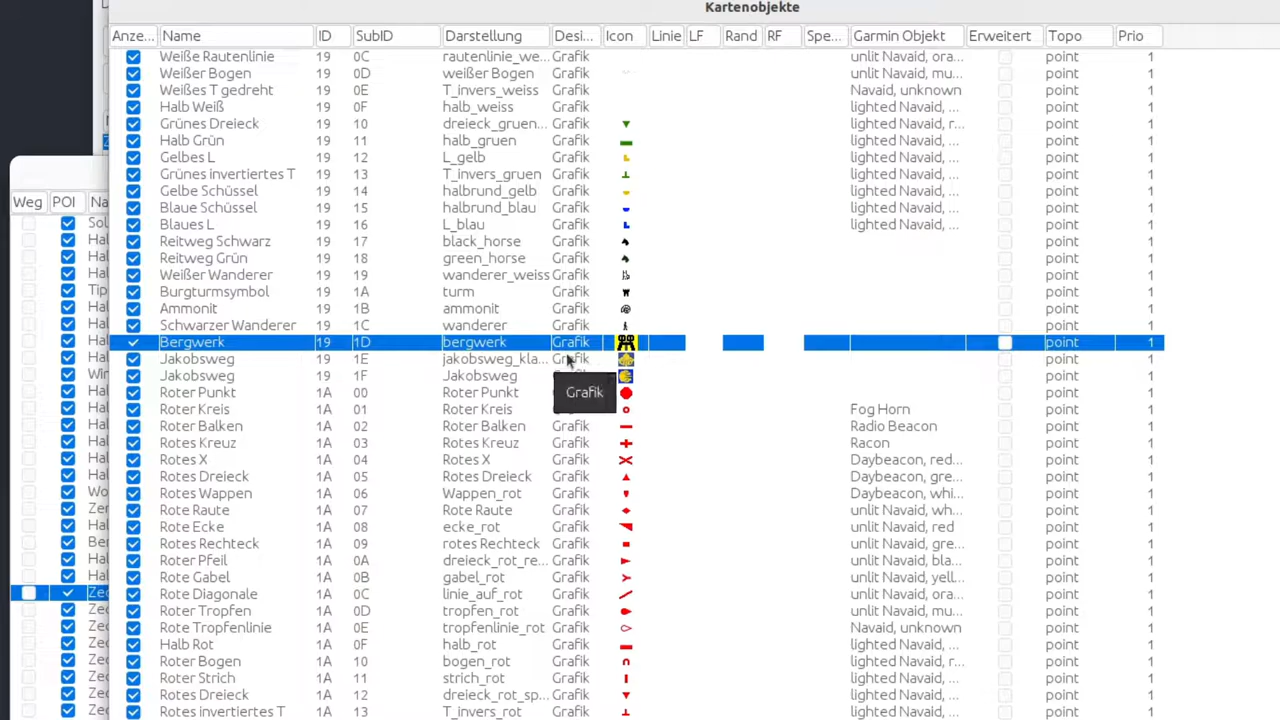 Kartenobjekte
Anze... Name ID SubID Darstellung Desi... Icon Linie LF Rand RF Spe... Garmin Objekt Erweitert Topo Prio
Weiße Rautenlinie 19 0C rautenlinie_we... Grafik unlit Navaid, ora... point 1
Weißer Bogen 19 0D weißer Bogen Grafik unlit Navaid, mu... point 1
Weißes T gedreht 19 0E T_invers_weiss Grafik Navaid, unknown point 1
Halb Weiß 19 0F halb_weiss Grafik lighted Navaid, ... point 1
Grünes Dreieck 19 10 dreieck_gruen... Grafik lighted Navaid, r... point 1
Halb Grün 19 11 halb_gruen Grafik lighted Navaid, ... point 1
Gelbes L 19 12 L_gelb Grafik lighted Navaid, ... point 1
Grünes invertiertes T 19 13 T_invers_gruen Grafik lighted Navaid, ... point 1
Gelbe Schüssel 19 14 halbrund_gelb Grafik lighted Navaid, ... point 1
Blaue Schüssel 19 15 halbrund_blau Grafik lighted Navaid, ... point 1
Blaues L 19 16 L_blau Grafik lighted Navaid, ... point 1
Reitweg Schwarz 19 17 black_horse Grafik point 1
Reitweg Grün 19 18 green_horse Grafik point 1
Weißer Wanderer 19 19 wanderer_weiss Grafik point 1
Burgturmsymbol 19 1A turm Grafik point 1
Ammonit 19 1B ammonit Grafik point 1
Schwarzer Wanderer 19 1C wanderer Grafik point 1
Bergwerk 19 1D bergwerk Grafik point 1
Jakobsweg 19 1E jakobsweg_kla... Grafik point 1
Jakobsweg 19 1F Jakobsweg point 1
Roter Punkt 1A 00 Roter Punkt Grafik point 1
Roter Kreis 1A 01 Roter Kreis Fog Horn point 1
Roter Balken 1A 02 Roter Balken Grafik Radio Beacon point 1
Rotes Kreuz 1A 03 Rotes Kreuz Grafik Racon point 1
Rotes X 1A 04 Rotes X Grafik Daybeacon, red... point 1
Rotes Dreieck 1A 05 Rotes Dreieck Grafik Daybeacon, gre... point 1
Rotes Wappen 1A 06 Wappen_rot Grafik Daybeacon, whi... point 1
Rote Raute 1A 07 Rote Raute Grafik unlit Navaid, wh... point 1
Rote Ecke 1A 08 ecke_rot Grafik unlit Navaid, red point 1
Rotes Rechteck 1A 09 rotes Rechteck Grafik unlit Navaid, gre... point 1
Roter Pfeil 1A 0A dreieck_rot_re... Grafik unlit Navaid, bla... point 1
Rote Gabel 1A 0B gabel_rot Grafik unlit Navaid, yell... point 1
Rote Diagonale 1A 0C linie_auf_rot Grafik unlit Navaid, ora... point 1
Roter Tropfen 1A 0D tropfen_rot Grafik unlit Navaid, mu... point 1
Rote Tropfenlinie 1A 0E tropfenlinie_rot Grafik Navaid, unknown point 1
Halb Rot 1A 0F halb_rot Grafik lighted Navaid, ... point 1
Roter Bogen 1A 10 bogen_rot Grafik lighted Navaid, r... point 1
Roter Strich 1A 11 strich_rot Grafik lighted Navaid, ... point 1
Rotes Dreieck 1A 12 dreieck_rot_sp... Grafik lighted Navaid, ... point 1
Rotes invertiertes T 1A 13 T_invers_rot Grafik lighted Navaid, ... point 1
Weg POI